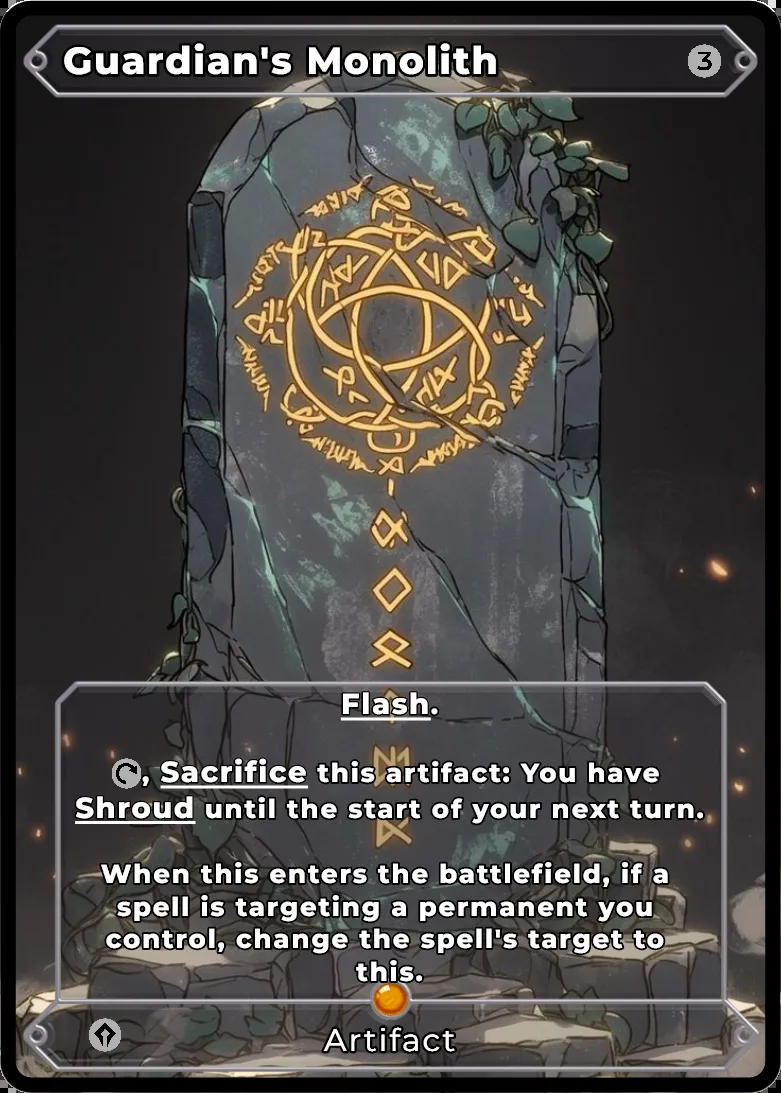 Guardian's Monolith 3
Flash.
, Sacrifice this artifact: You have
Shroud until the start of your next turn.
When this enters the battlefield, if a
spell is targeting a permanent you
control, change the spell's target to
this.
Artifact